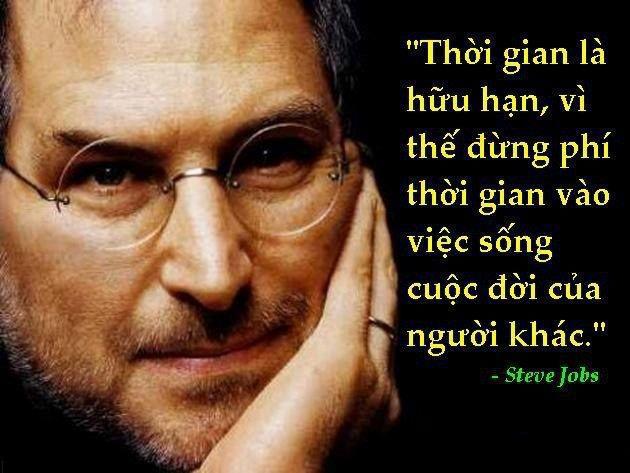 "Thời gian là
hữu hạn, vì
thế đừng phí
thời gian vào
việc sống
cuộc đời của
người khác."
- Steve Jobs